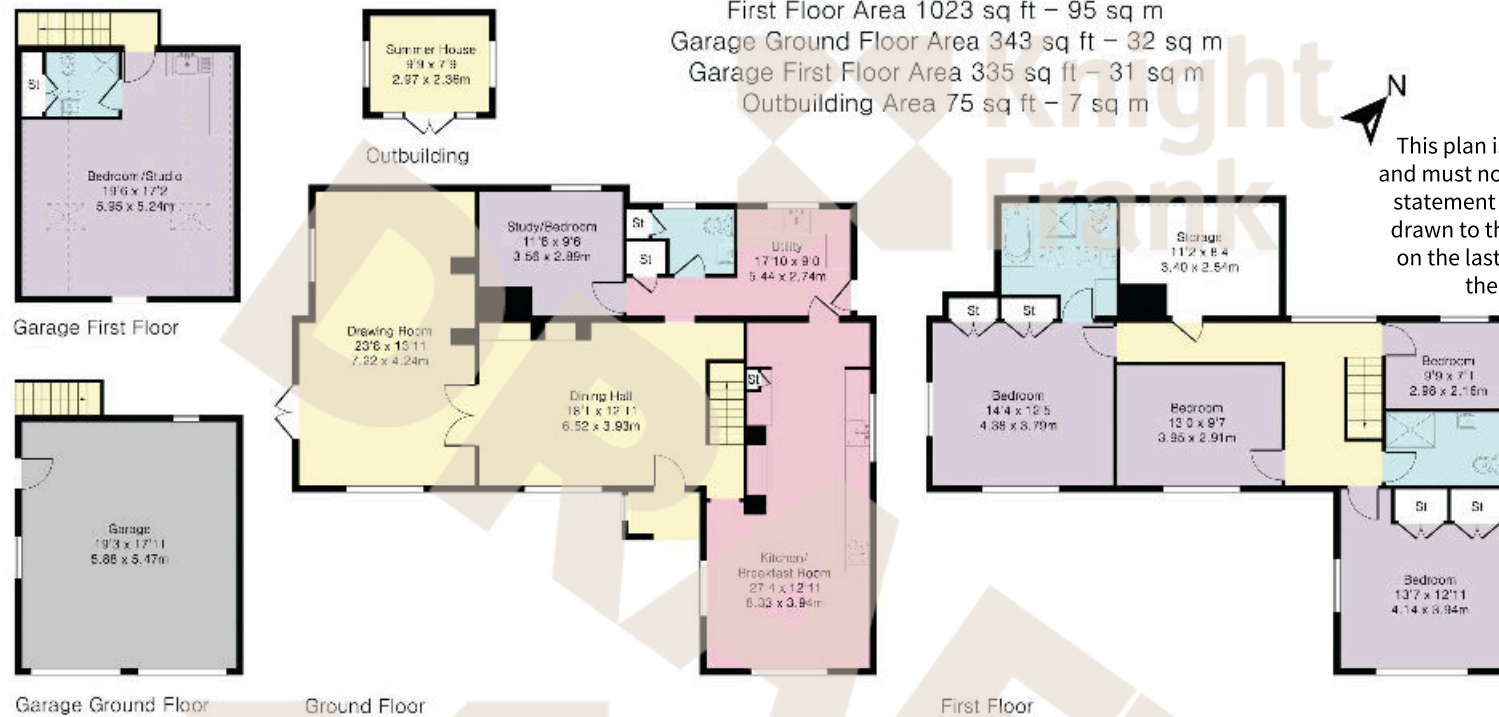 First Floor Area 1023 sq ft – 95 sq m
Garage Ground Floor Area 343 sq ft – 32 sq m
Garage First Floor Area 335 sq ft – 31 sq m
Outbuilding Area 75 sq ft – 7 sq m
Knight
Frank
N
This plan i
and must no
statement
drawn to th
on the last
the
St
Bedroom/Studio
19'6 x 17'2
5.95 x 5.24m
Garage First Floor
Summer House
9'9 x 7'9
2.97 x 2.36m
Outbuilding
Garage
19'3 x 17'11
5.88 x 5.47m
Garage Ground Floor
Drawing Room
23'8 x 13'11
7.22 x 4.24m
Study/Bedroom
11'8 x 9'6
3.56 x 2.89m
St
St
Utility
17'10 x 9'0
5.44 x 2.74m
Dining Hall
18'1 x 12'11
6.52 x 3.93m
St
Kitchen/
Breakfast Room
27'4 x 12'11
8.33 x 3.94m
Ground Floor
Storage
11'2 x 8'4
3.40 x 2.54m
St
St
Bedroom
14'4 x 12'5
4.38 x 3.79m
Bedroom
13'0 x 9'7
3.95 x 2.91m
Bedroom
9'9 x 7'1
2.98 x 2.16m
St
St
Bedroom
13'7 x 12'11
4.14 x 3.94m
First Floor